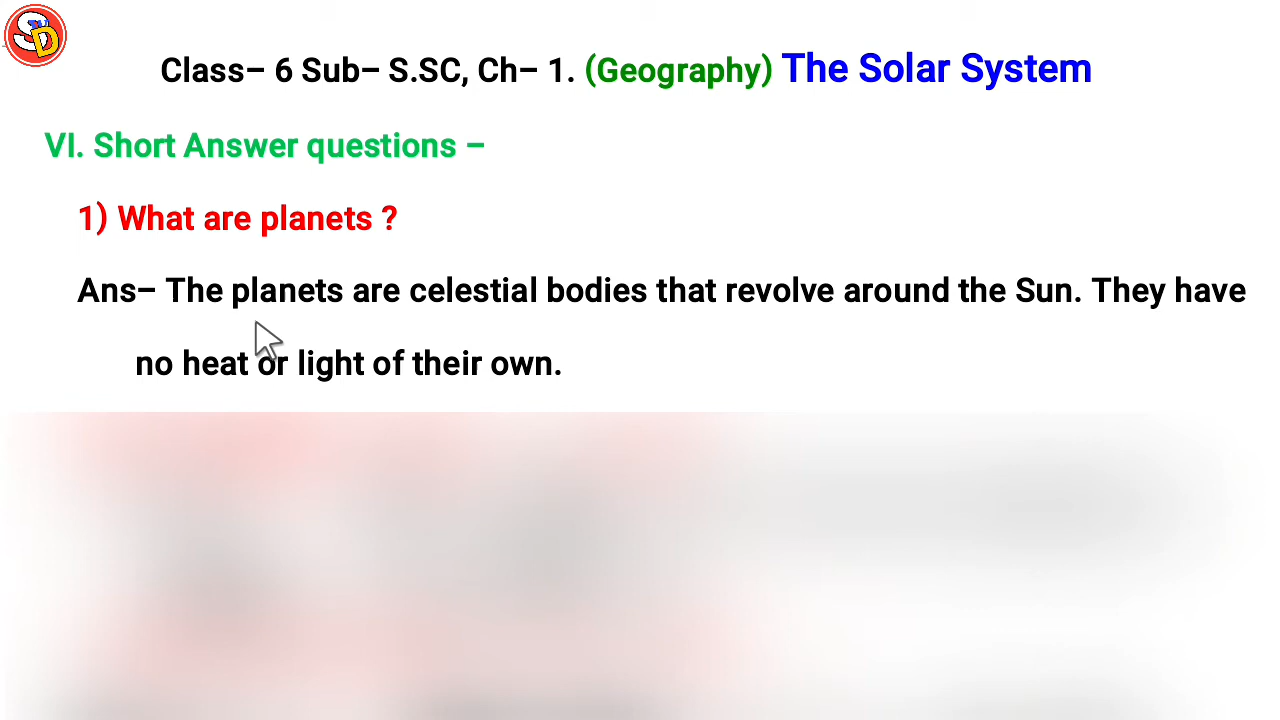 SD
Class– 6 Sub– S.SC, Ch– 1. (Geography) The Solar System
VI. Short Answer questions –
1) What are planets ?
Ans– The planets are celestial bodies that revolve around the Sun. They have
no heat or light of their own.